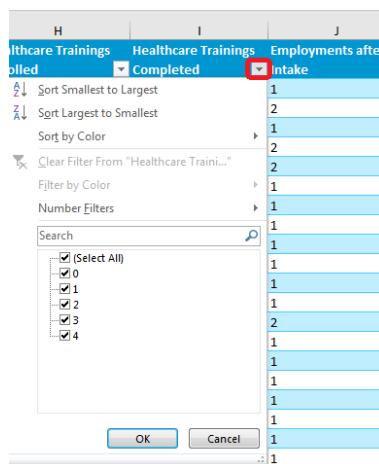 H I J
lthcare Trainings Healthcare Trainings Employments afte
olled Completed Intake
Sort Smallest to Largest
Sort Largest to Smallest
Sort by Color
Clear Filter From "Healthcare Traini..."
Filter by Color
Number Filters
Search
(Select All)
0
1
2
3
4
OK Cancel
1
2
1
2
2
1
1
1
1
1
1
1
2
1
1
1
1
1
1
1